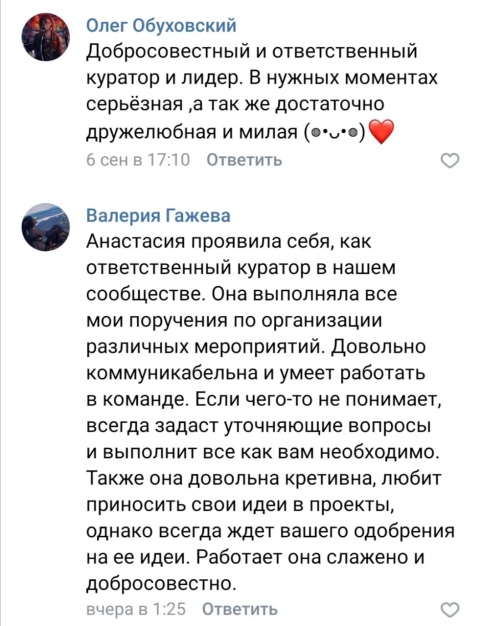 Олег Обуховский
Добросовестный и ответственный
куратор и лидер. В нужных моментах
серьёзная ,а так же достаточно
дружелюбная и милая (๏•ᴗ•๏)❤️
6 сен в 17:10 Ответить
Валерия Гажева
Анастасия проявила себя, как
ответственный куратор в нашем
сообществе. Она выполняла все
мои поручения по организации
различных мероприятий. Довольно
коммуникабельна и умеет работать
в команде. Если чего-то не понимает,
всегда задаст уточняющие вопросы
и выполнит все как вам необходимо.
Также она довольна кретивна, любит
приносить свои идеи в проекты,
однако всегда ждет вашего одобрения
на ее идеи. Работает она слажено и
добросовестно.
вчера в 1:25 Ответить